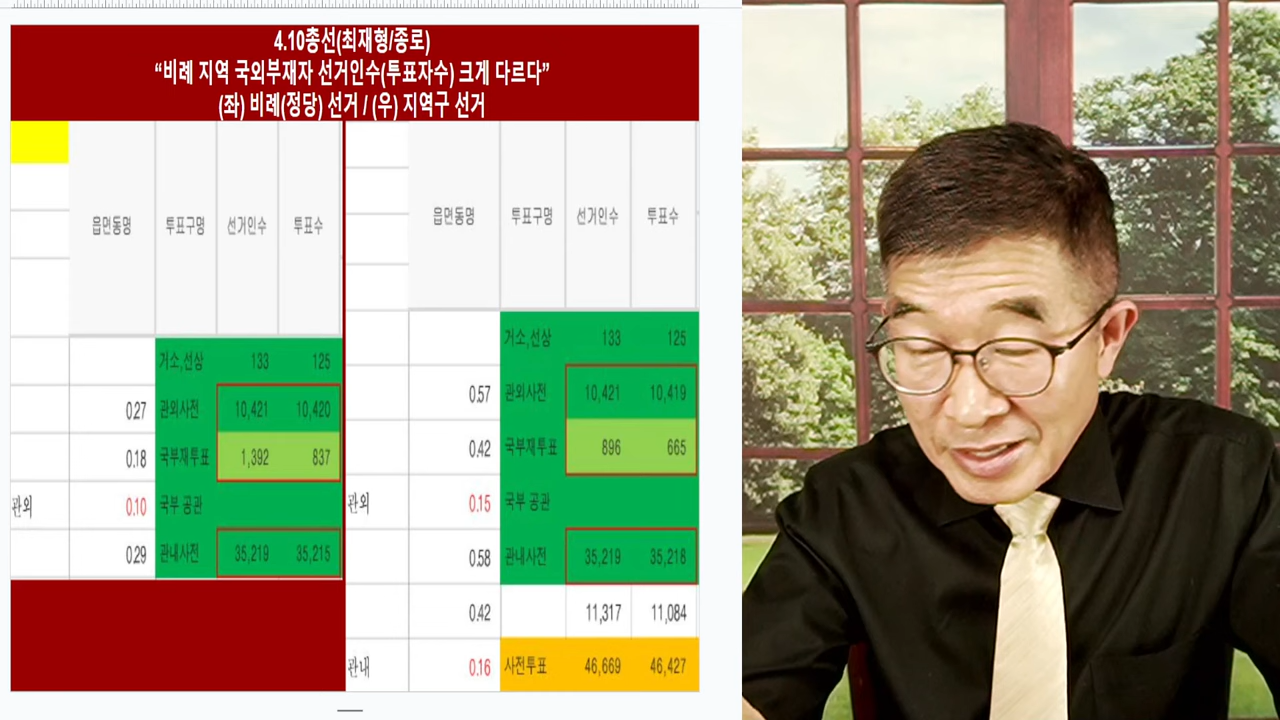 4.10총선(최재형/종로)
“비례 지역 국외부재자 선거인수(투표자수) 크게 다르다”
(좌) 비례(정당) 선거 / (우) 지역구 선거
읍면동명 투표구명 선거인수 투표수
거소,선상 133 125
0.27 관외사전 10,421 10,420
0.18 국부재투표 1,392 837
관외 0.10 국부 공관
0.29 관내사전 35,219 35,215
읍면동명 투표구명 선거인수 투표수
거소,선상 133 125
0.57 관외사전 10,421 10,419
0.42 국부재투표 896 665
관외 0.15 국부 공관
0.58 관내사전 35,219 35,218
0.42 11,317 11,084
관내 0.16 사전투표 46,669 46,427